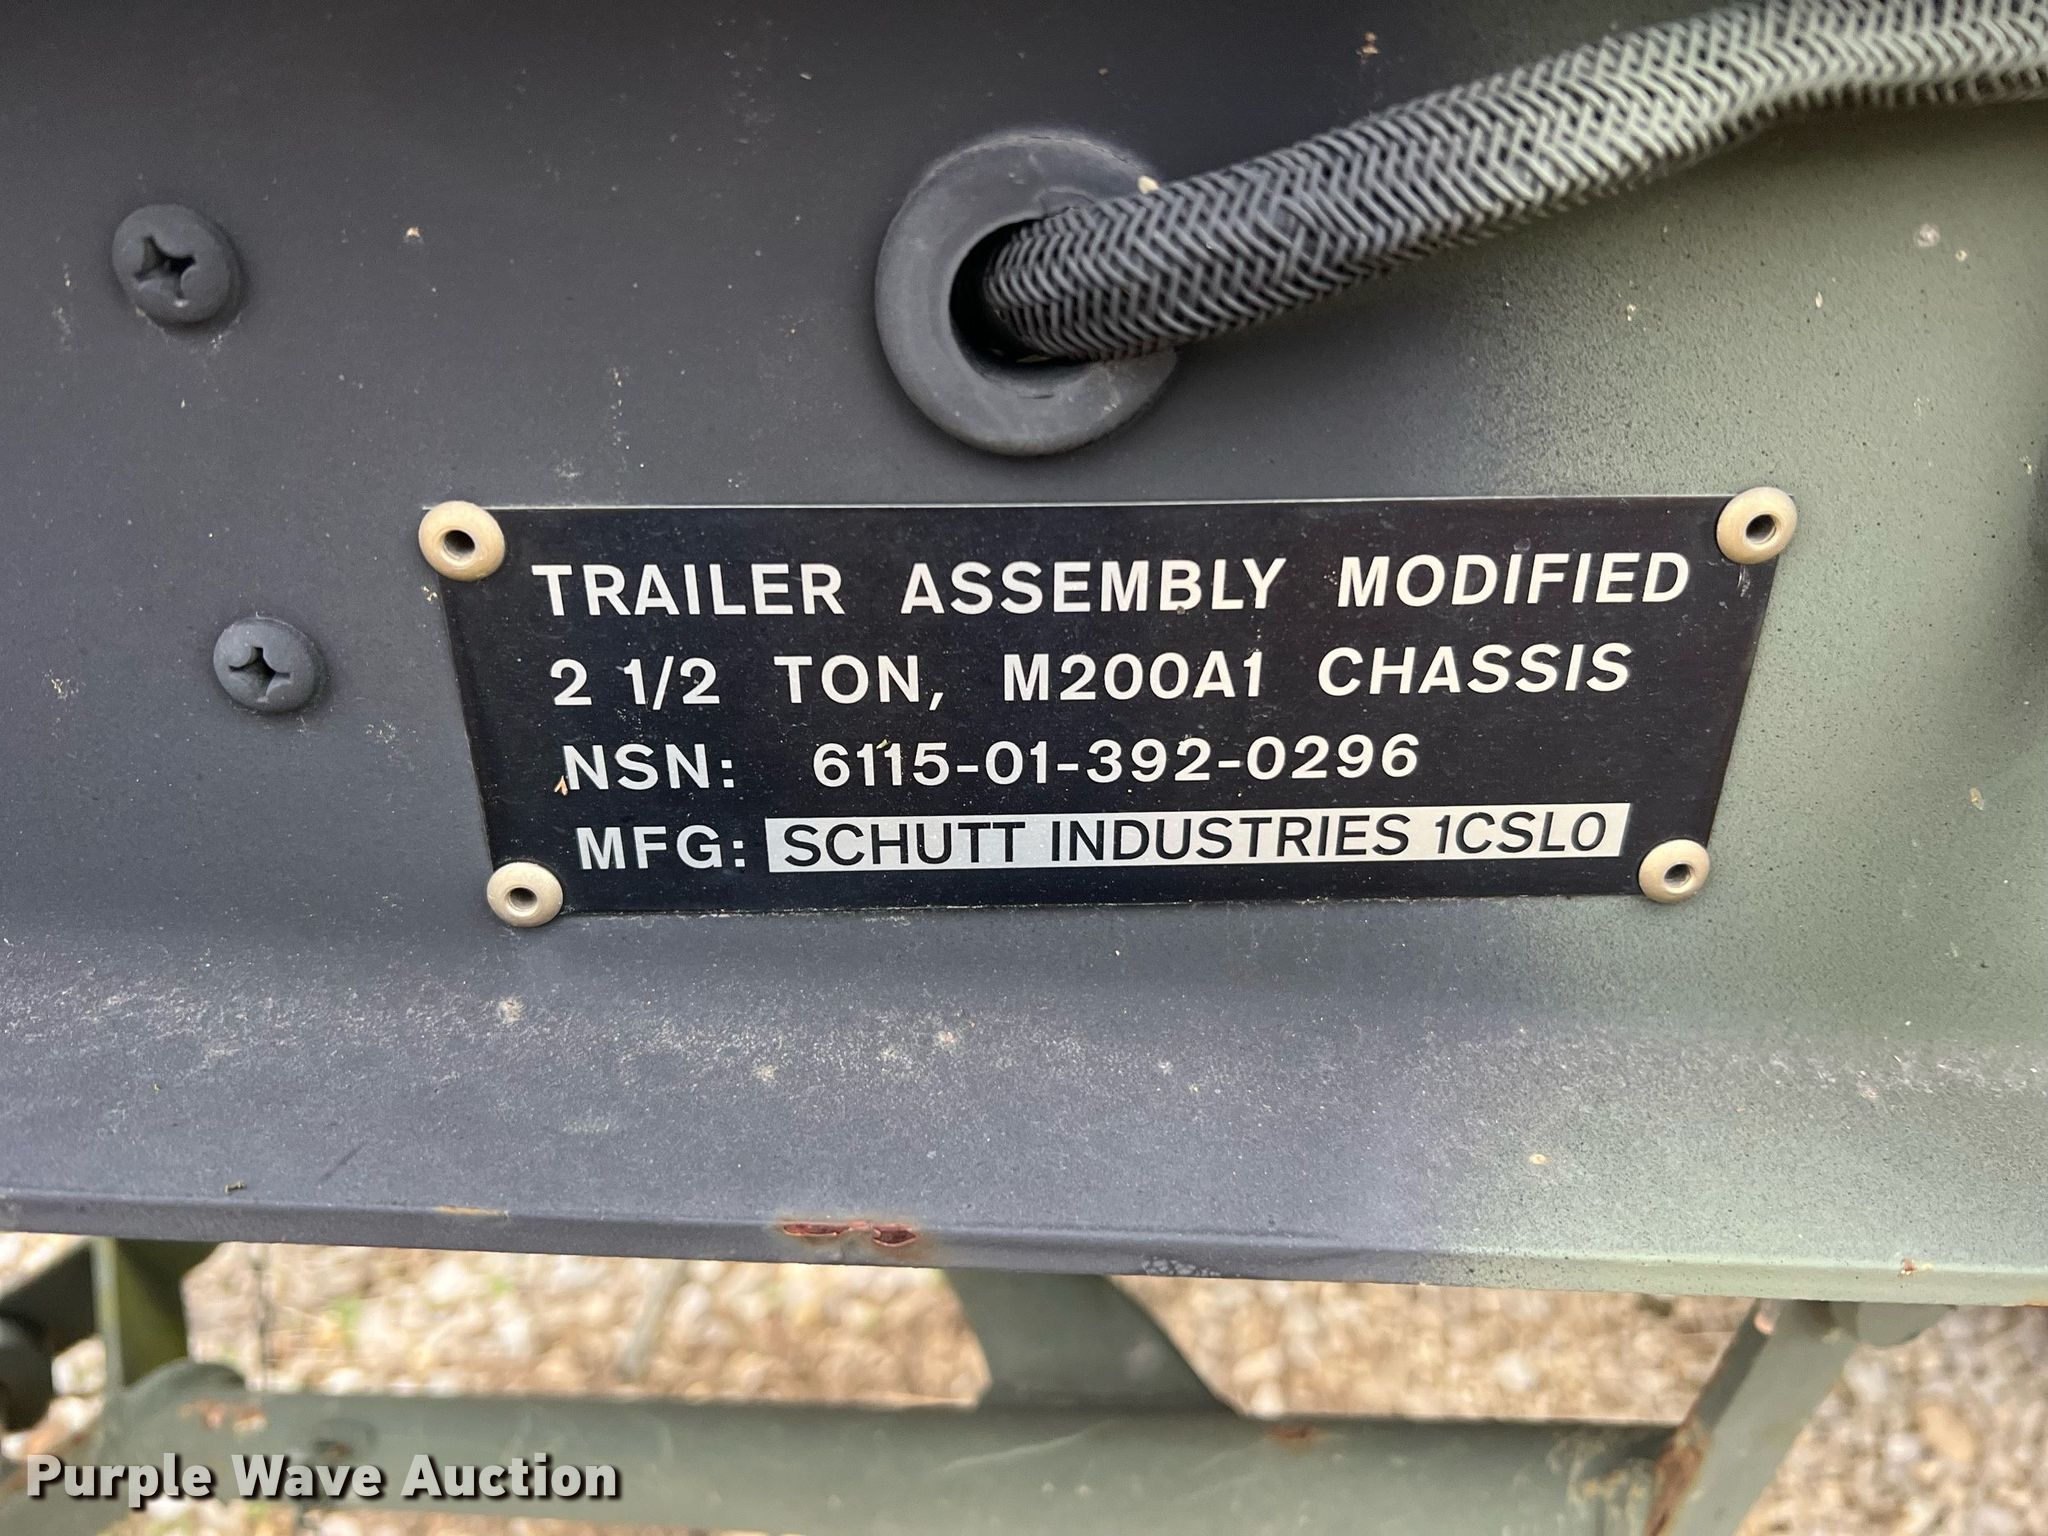 TRAILER ASSEMBLY MODIFIED
2 1/2 TON, M200A1 CHASSIS
NSN: 6115-01-392-0296
MFG: SCHUTT INDUSTRIES 1CSL0
Purple Wave Auction